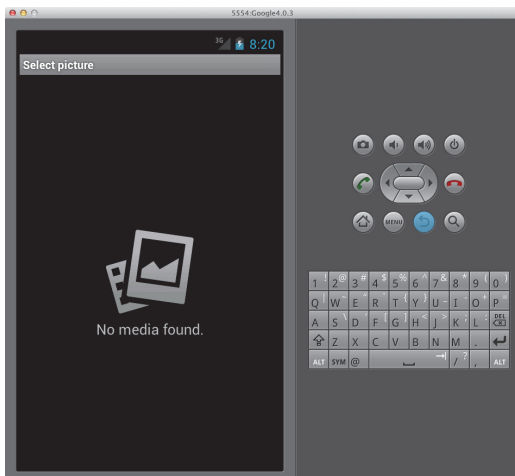 5554:Google4.0.3
3G 8:20
Select picture
No media found.
MENU
1 ! 2 @ 3 # 4 $ 5 % 6 ^ 7 & 8 * 9 ( 0 )
Q W ~ E R T { Y } U _ I - O + P =
A S \ D F [ G ] H < J > K ; L : DEL
Z X C V B N M .
ALT SYM @ / ? , ALT